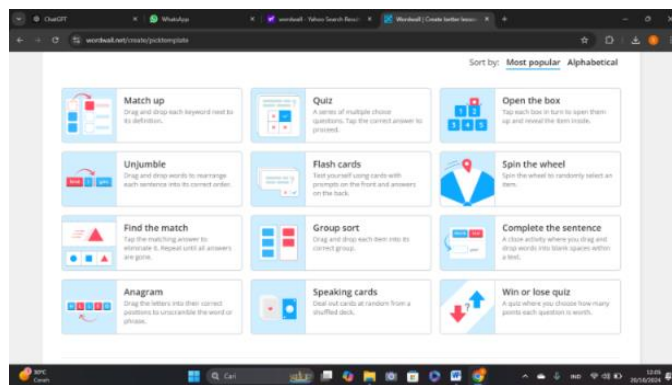 ChatGPT
WhatsApp
wordwall - Yahoo Search Result
Wordwall | Create better lesson
wordwall.net/create/picktemplate
Sort by: Most popular Alphabetical
Match up
Drag and drop each keyword next to
its definition.
Quiz
A series of multiple choice
questions. Tap the correct answer to
proceed.
Open the box
Tap each box in turn to open them
up and reveal the item inside.
Unjumble
Drag and drop words to rearrange
each sentence into its correct order.
Flash cards
Test yourself using cards with
prompts on the front and answers
on the back.
Spin the wheel
Spin the wheel to randomly select an
item.
Find the match
Tap the matching answer to
eliminate it. Repeat until all answers
are gone.
Group sort
Drag and drop each item into its
correct group.
Complete the sentence
A cloze activity where you drag and
drop words into blank spaces within
a text.
Anagram
Drag the letters into their correct
positions to unscramble the word or
phrase.
Speaking cards
Deal out cards at random from a
shuffled deck.
Win or lose quiz
A quiz where you choose how many
points each question is worth.
Cari
IND